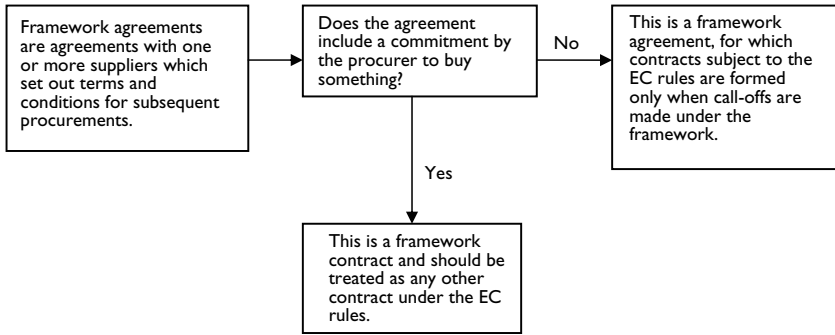 Framework agreements
are agreements with one
or more suppliers which
set out terms and
conditions for subsequent
procurements.
Does the agreement
include a commitment by
the procurer to buy
something?
No
This is a framework
agreement, for which
contracts subject to the
EC rules are formed
only when call-offs are
made under the
framework.
Yes
This is a framework
contract and should be
treated as any other
contract under the EC
rules.